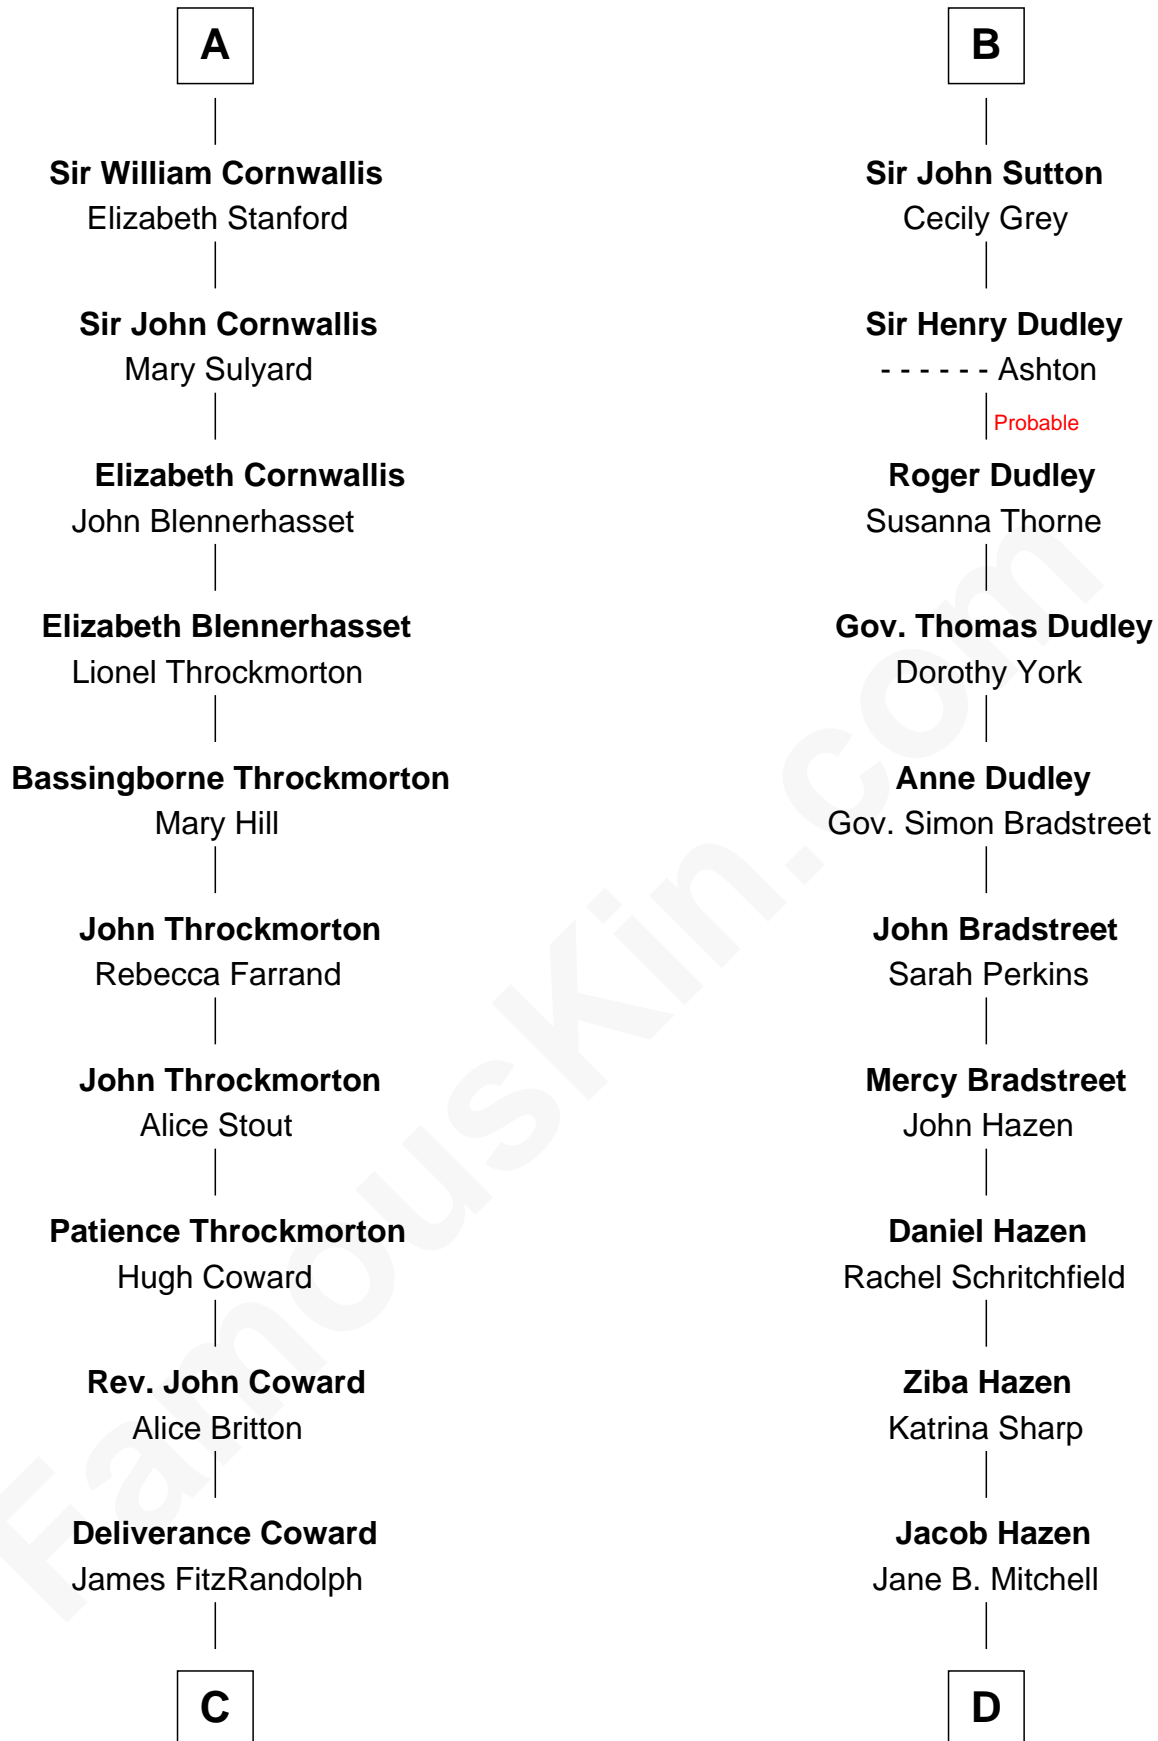 A
Sir William Cornwallis
Elizabeth Stanford
Sir John Cornwallis
Mary Sulyard
Elizabeth Cornwallis
John Blennerhasset
Elizabeth Blennerhasset
Lionel Throckmorton
Bassingborne Throckmorton
Mary Hill
John Throckmorton
Rebecca Farrand
John Throckmorton
Alice Stout
Patience Throckmorton
Hugh Coward
Rev. John Coward
Alice Britton
Deliverance Coward
James FitzRandolph
C
B
Sir John Sutton
Cecily Grey
Sir Henry Dudley
- - - - - - Ashton
Probable
Roger Dudley
Susanna Thorne
Gov. Thomas Dudley
Dorothy York
Anne Dudley
Gov. Simon Bradstreet
John Bradstreet
Sarah Perkins
Mercy Bradstreet
John Hazen
Daniel Hazen
Rachel Schritchfield
Ziba Hazen
Katrina Sharp
Jacob Hazen
Jane B. Mitchell
D
FamousKin.com